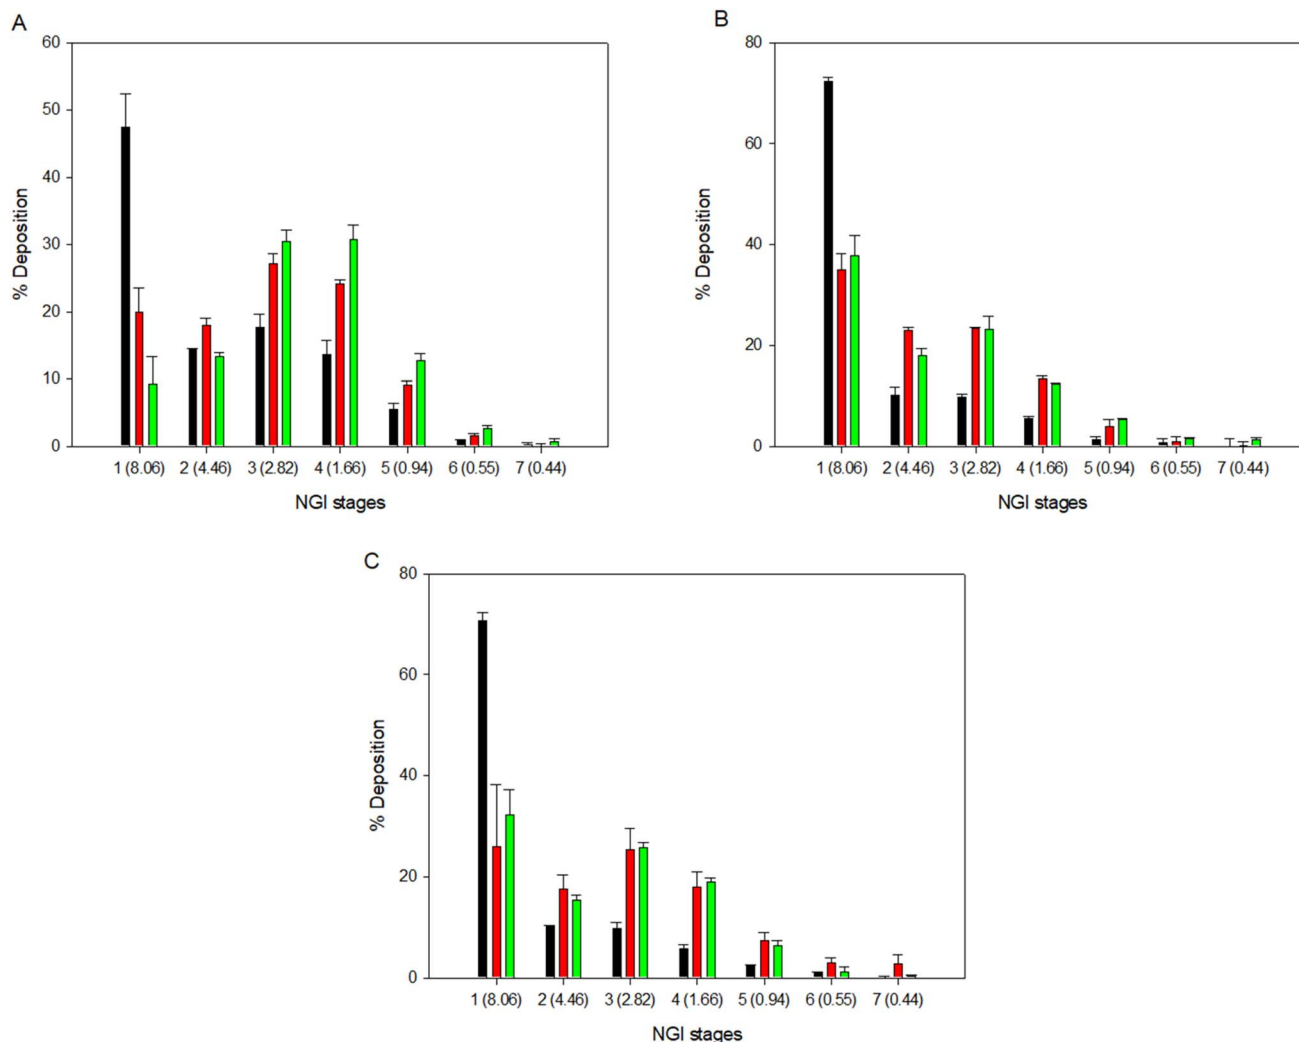 A
60
50
40
30
20
10
0
% Deposition
1 (8.06) 2 (4.46) 3 (2.82) 4 (1.66) 5 (0.94) 6 (0.55) 7 (0.44)
NGI stages
B
80
60
40
20
0
% Deposition
1 (8.06) 2 (4.46) 3 (2.82) 4 (1.66) 5 (0.94) 6 (0.55) 7 (0.44)
NGI stages
C
80
60
40
20
0
% Deposition
1 (8.06) 2 (4.46) 3 (2.82) 4 (1.66) 5 (0.94) 6 (0.55) 7 (0.44)
NGI stages